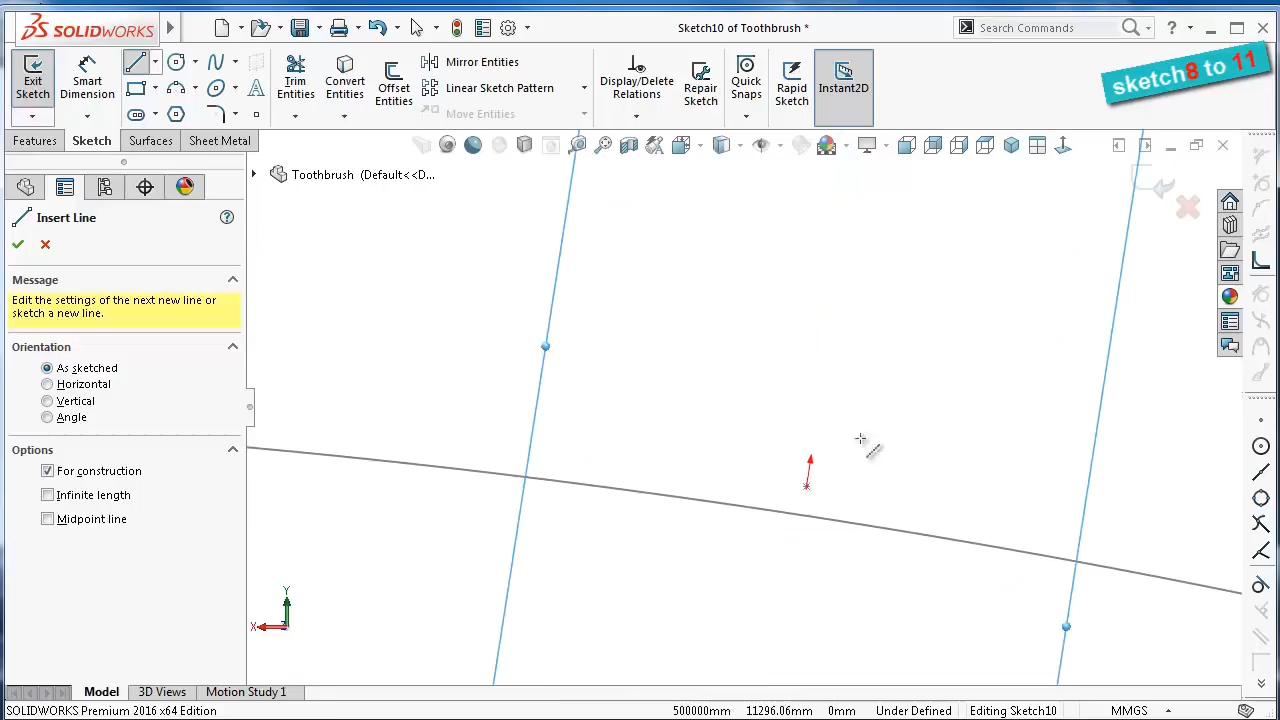 SOLIDWORKS
Sketch10 of Toothbrush *
Search Commands
?
sketch8 to 11
Exit
Sketch
Smart
Dimension
Trim
Entities
Convert
Entities
Offset
Entities
Mirror Entities
Linear Sketch Pattern
Move Entities
Display/Delete
Relations
Repair
Sketch
Quick
Snaps
Rapid
Sketch
Instant2D
Features
Sketch
Surfaces
Sheet Metal
Toothbrush (Default<<D...
Insert Line
?
Message
Edit the settings of the next new line or
sketch a new line.
Orientation
As sketched
Horizontal
Vertical
Angle
Options
For construction
Infinite length
Midpoint line
Y
X
Model
3D Views
Motion Study 1
SOLIDWORKS Premium 2016 x64 Edition
500000mm
11296.06mm
0mm
Under Defined
Editing Sketch10
MMGS